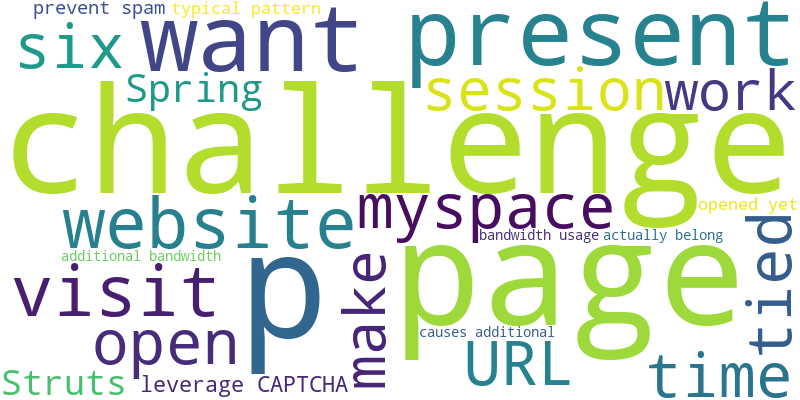 prevent spam typical pattern
six want present
Spring session work
challenge
website myspace opened yet
bandwidth usage actually belong
additional bandwidth
visit p page tied
open make causes additional
URL time
Struts leverage CAPTCHA